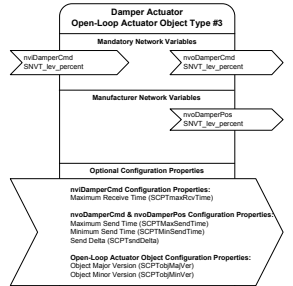 Damper Actuator
Open-Loop Actuator Object Type #3
Mandatory Network Variables
nviDamperCmd
SNVT_lev_percent
nvoDamperCmd
SNVT_lev_percent
Manufacturer Network Variables
nvoDamperPos
SNVT_lev_percent
Optional Configuration Properties
nviDamperCmd Configuration Properties:
Maximum Receive Time (SCPTmaxRcvTime)
nvoDamperCmd & nvoDamperPos Configuration Properties:
Maximum Send Time (SCPTMaxSendTime)
Minimum Send Time (SCPTMinSendTime)
Send Delta (SCPTsndDelta)
Open-Loop Actuator Object Configuration Properties:
Object Major Version (SCPTobjMajVer)
Object Minor Version (SCPTobjMinVer)